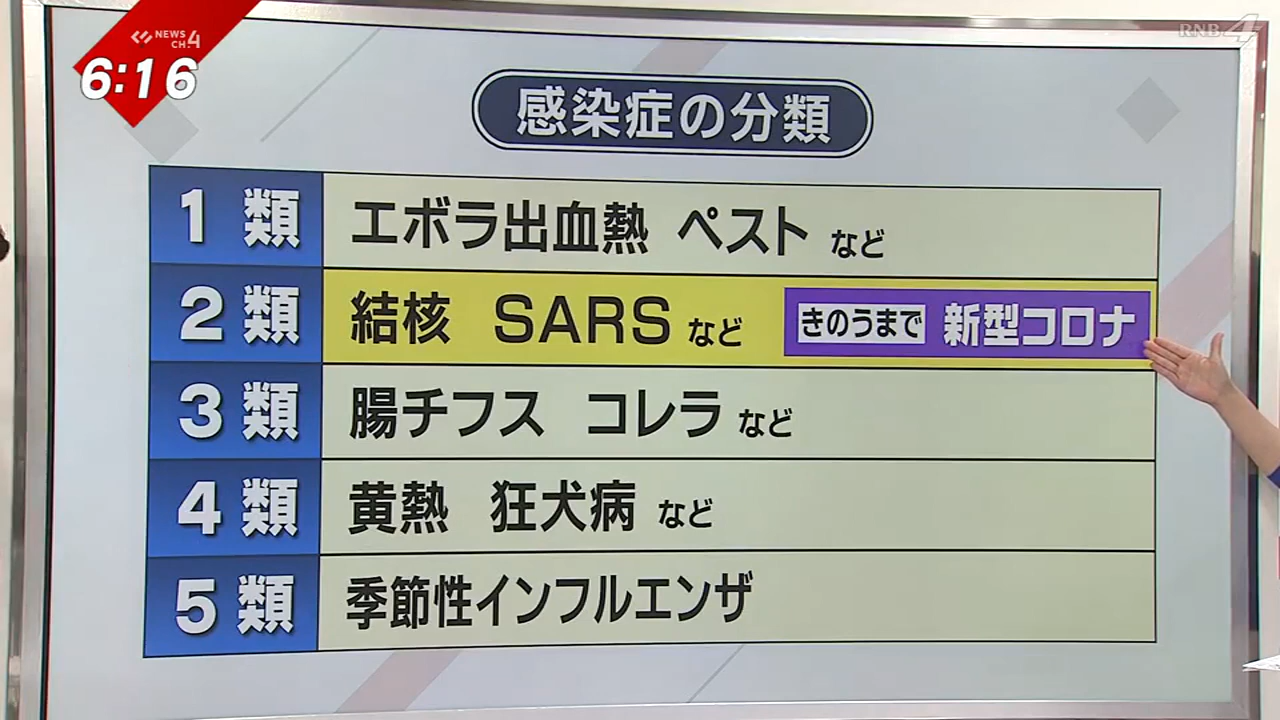 NEWS
CH.4
RNB 4
6:16
感染症の分類
1類 エボラ出血熱 ペスト など
2類 結核 SARS など きのうまで 新型コロナ
3類 腸チフス コレラ など
4類 黄熱 狂犬病 など
5類 季節性インフルエンザ